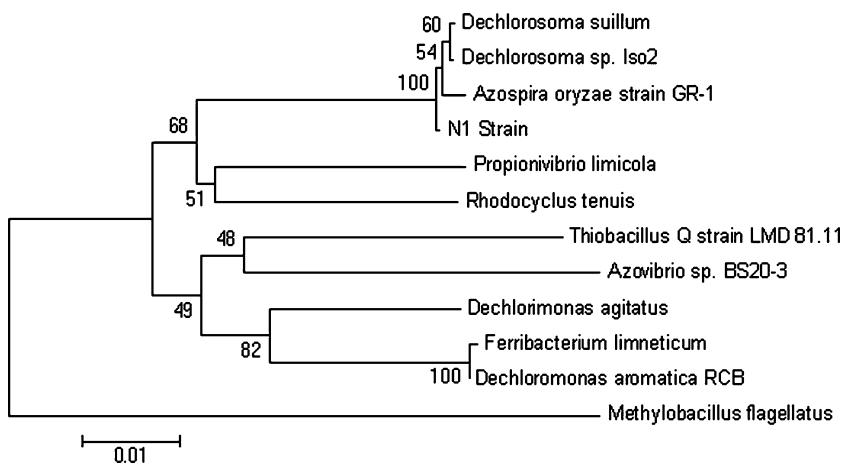 60
Dechlorosoma suillum
54
Dechlorosoma sp. Iso2
100
Azospira oryzae strain GR-1
68
N1 Strain
Propionivibrio limicola
51
Rhodocyclus tenuis
48
Thiobacillus Q strain LMD 81.11
Azovibrio sp. BS20-3
49
Dechlorimonas agitatus
82
Ferribacterium limneticum
100
Dechloromonas aromatica RCB
Methylobacillus flagellatus
0.01